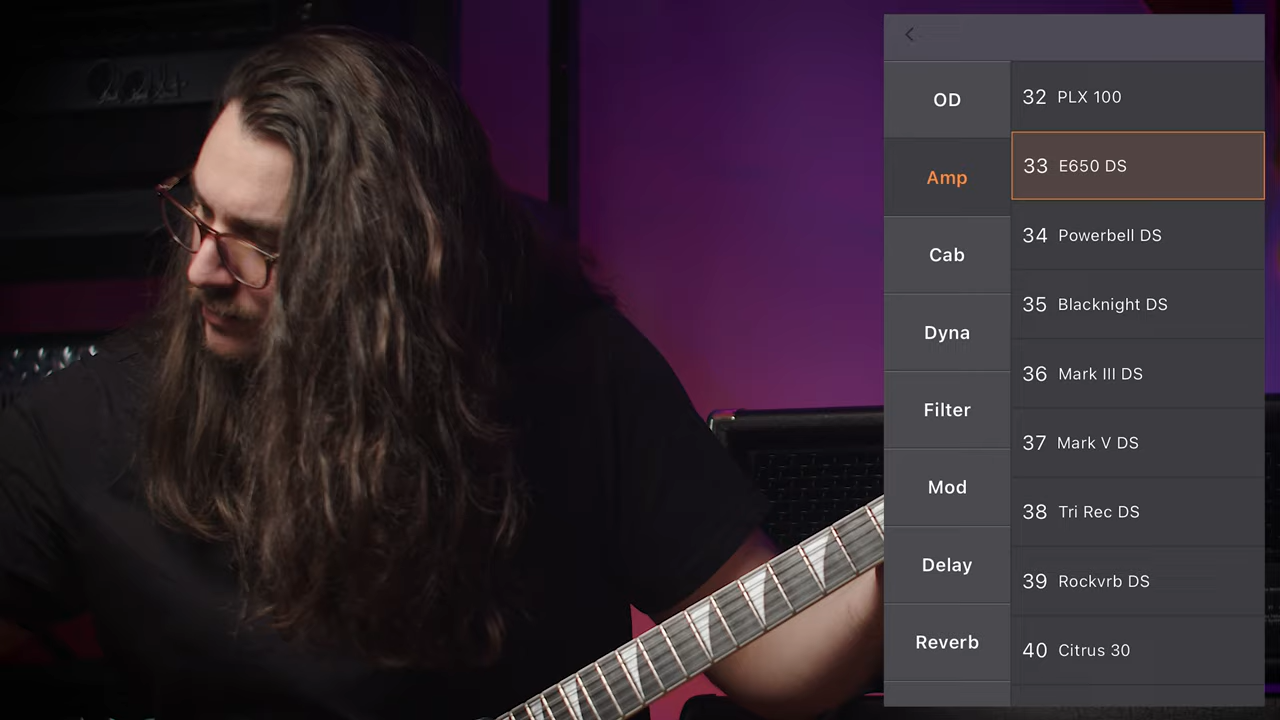 OD
Amp
Cab
Dyna
Filter
Mod
Delay
Reverb
32 PLX 100
33 E650 DS
34 Powerbell DS
35 Blacknight DS
36 Mark III DS
37 Mark V DS
38 Tri Rec DS
39 Rockvrb DS
40 Citrus 30